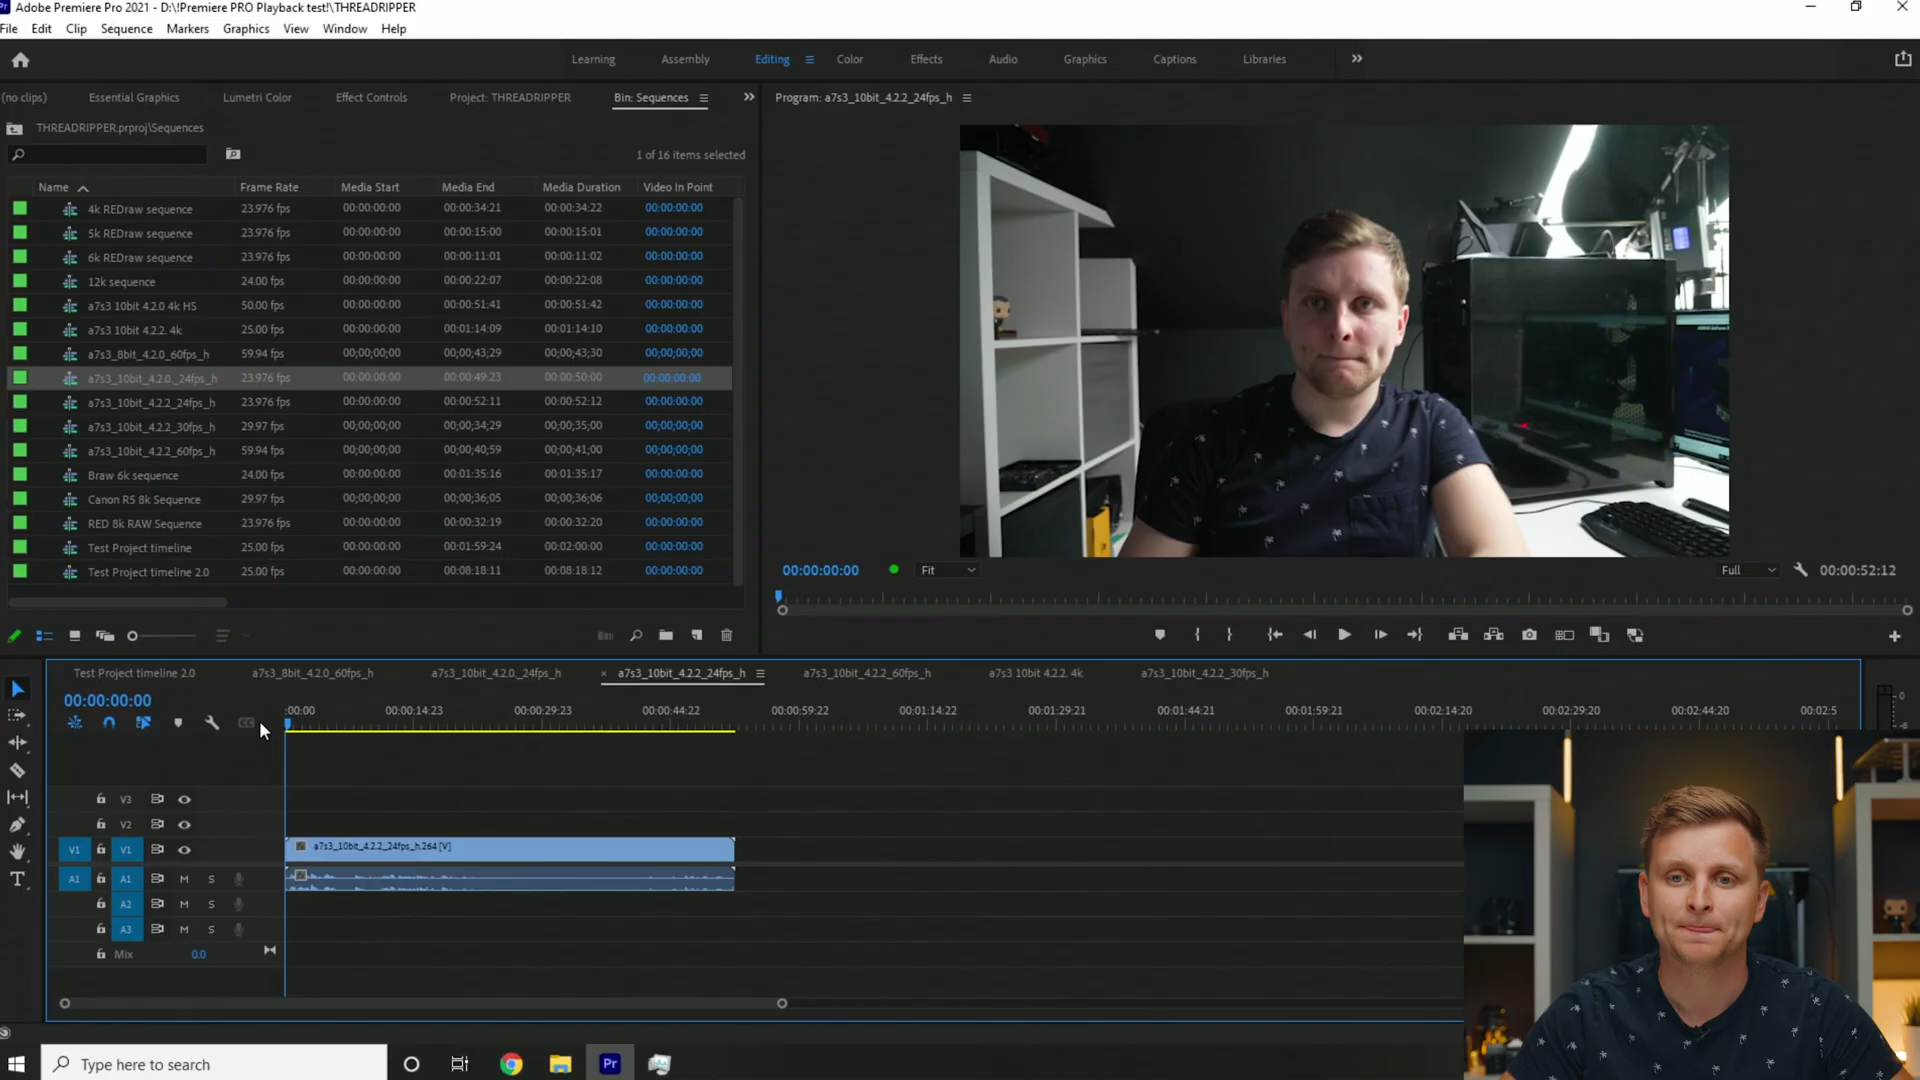 Adobe Premiere Pro 2021 - D:\!Premiere PRO Playback test!\THREADRIPPER
File Edit Clip Sequence Markers Graphics View Window Help
Learning Assembly Editing Color Effects Audio Graphics Captions Libraries
(no clips) Essential Graphics Lumetri Color Effect Controls Project: THREADRIPPER Bin: Sequences
Program: a7s3_10bit_4.2.2_24fps_h
THREADRIPPER.prproj\Sequences
1 of 16 items selected
Name Frame Rate Media Start Media End Media Duration Video In Point
4k REDraw sequence 23.976 fps 00:00:00:00 00:00:34:21 00:00:34:22 00:00:00:00
5k REDraw sequence 23.976 fps 00:00:00:00 00:00:15:00 00:00:15:01 00:00:00:00
6k REDraw sequence 23.976 fps 00:00:00:00 00:00:11:01 00:00:11:02 00:00:00:00
12k sequence 24.00 fps 00:00:00:00 00:00:22:07 00:00:22:08 00:00:00:00
a7s3 10bit 4.2.0 4k HS 50.00 fps 00:00:00:00 00:00:51:41 00:00:51:42 00:00:00:00
a7s3 10bit 4.2.2. 4k 25.00 fps 00:00:00:00 00:01:14:09 00:01:14:10 00:00:00:00
a7s3_8bit_4.2.0_60fps_h 59.94 fps 00;00;00;00 00;00;43;29 00;00;43;30 00;00;00;00
a7s3_10bit_4.2.0._24fps_h 23.976 fps 00:00:00:00 00:00:49:23 00:00:50:00 00:00:00:00
a7s3_10bit_4.2.2_24fps_h 23.976 fps 00:00:00:00 00:00:52:11 00:00:52:12 00:00:00:00
a7s3_10bit_4.2.2_30fps_h 29.97 fps 00;00;00;00 00;00;34;29 00;00;35;00 00;00;00;00
a7s3_10bit_4.2.2_60fps_h 59.94 fps 00;00;00;00 00;00;40;59 00;00;41;00 00;00;00;00
Braw 6k sequence 24.00 fps 00:00:00:00 00:01:35:16 00:01:35:17 00:00:00:00
Canon R5 8k Sequence 29.97 fps 00;00;00;00 00;00;36;05 00;00;36;06 00;00;00;00
RED 8k RAW Sequence 23.976 fps 00:00:00:00 00:00:32:19 00:00:32:20 00:00:00:00
Test Project timeline 25.00 fps 00:00:00:00 00:01:59:24 00:02:00:00 00:00:00:00
Test Project timeline 2.0 25.00 fps 00:00:00:00 00:08:18:11 00:08:18:12 00:00:00:00
00:00:00:00 Fit Full 00:00:52:12
Test Project timeline 2.0 a7s3_8bit_4.2.0_60fps_h a7s3_10bit_4.2.0._24fps_h × a7s3_10bit_4.2.2_24fps_h a7s3_10bit_4.2.2_60fps_h a7s3 10bit 4.2.2. 4k a7s3_10bit_4.2.2_30fps_h
00:00:00:00
:00:00 00:00:14:23 00:00:29:23 00:00:44:22 00:00:59:22 00:01:14:22 00:01:29:21 00:01:44:21 00:01:59:21 00:02:14:20 00:02:29:20 00:02:44:20 00:02:5
CC
0
-6
V3
V2
V1 V1 a7s3_10bit_4.2.2_24fps_h.264 [V]
A1 A1 M S
A2 M S
A3 M S
Mix 0.0
Type here to search Pr